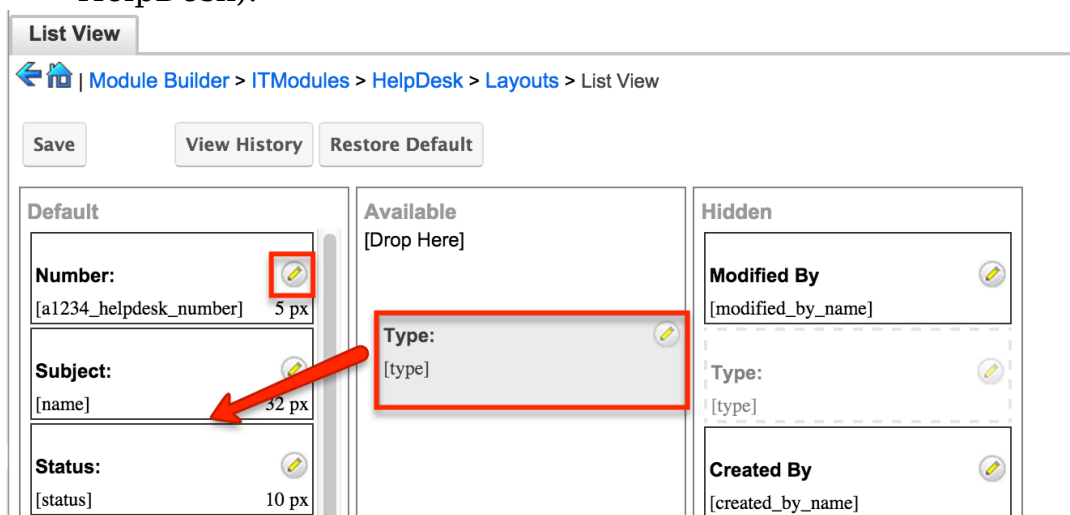 HelpDesk).
List View
| Module Builder > ITModules > HelpDesk > Layouts > List View
Save View History Restore Default
Default
Number:
[a1234_helpdesk_number] 5 px
Subject:
[name] 32 px
Status:
[status] 10 px
Available
[Drop Here]
Type:
[type]
Hidden
Modified By
[modified_by_name]
Type:
[type]
Created By
[created_by_name]